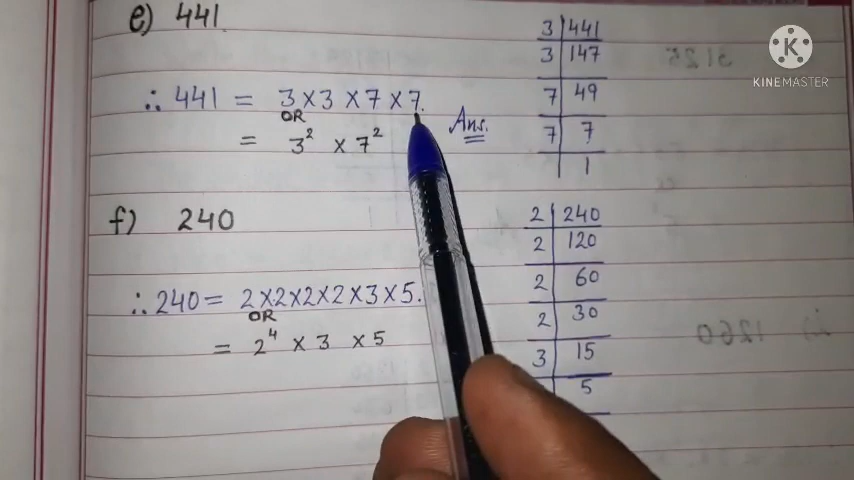 e) 441
∴ 441 = 3 × 3 × 7 × 7.
OR
= 3² × 7² Ans.
3 | 441
3 | 147
7 | 49
7 | 7
| 1
K
KINEMASTER
f) 240
∴ 240 = 2 × 2 × 2 × 2 × 3 × 5.
OR
= 2⁴ × 3 × 5
2 | 240
2 | 120
2 | 60
2 | 30
3 | 15
| 5